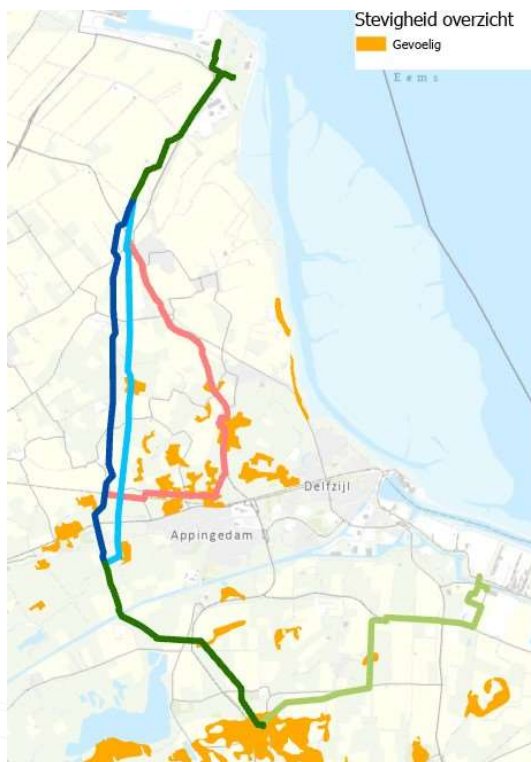 Stevigheid overzicht
Gevoelig
Eems
Delfzijl
Appingedam